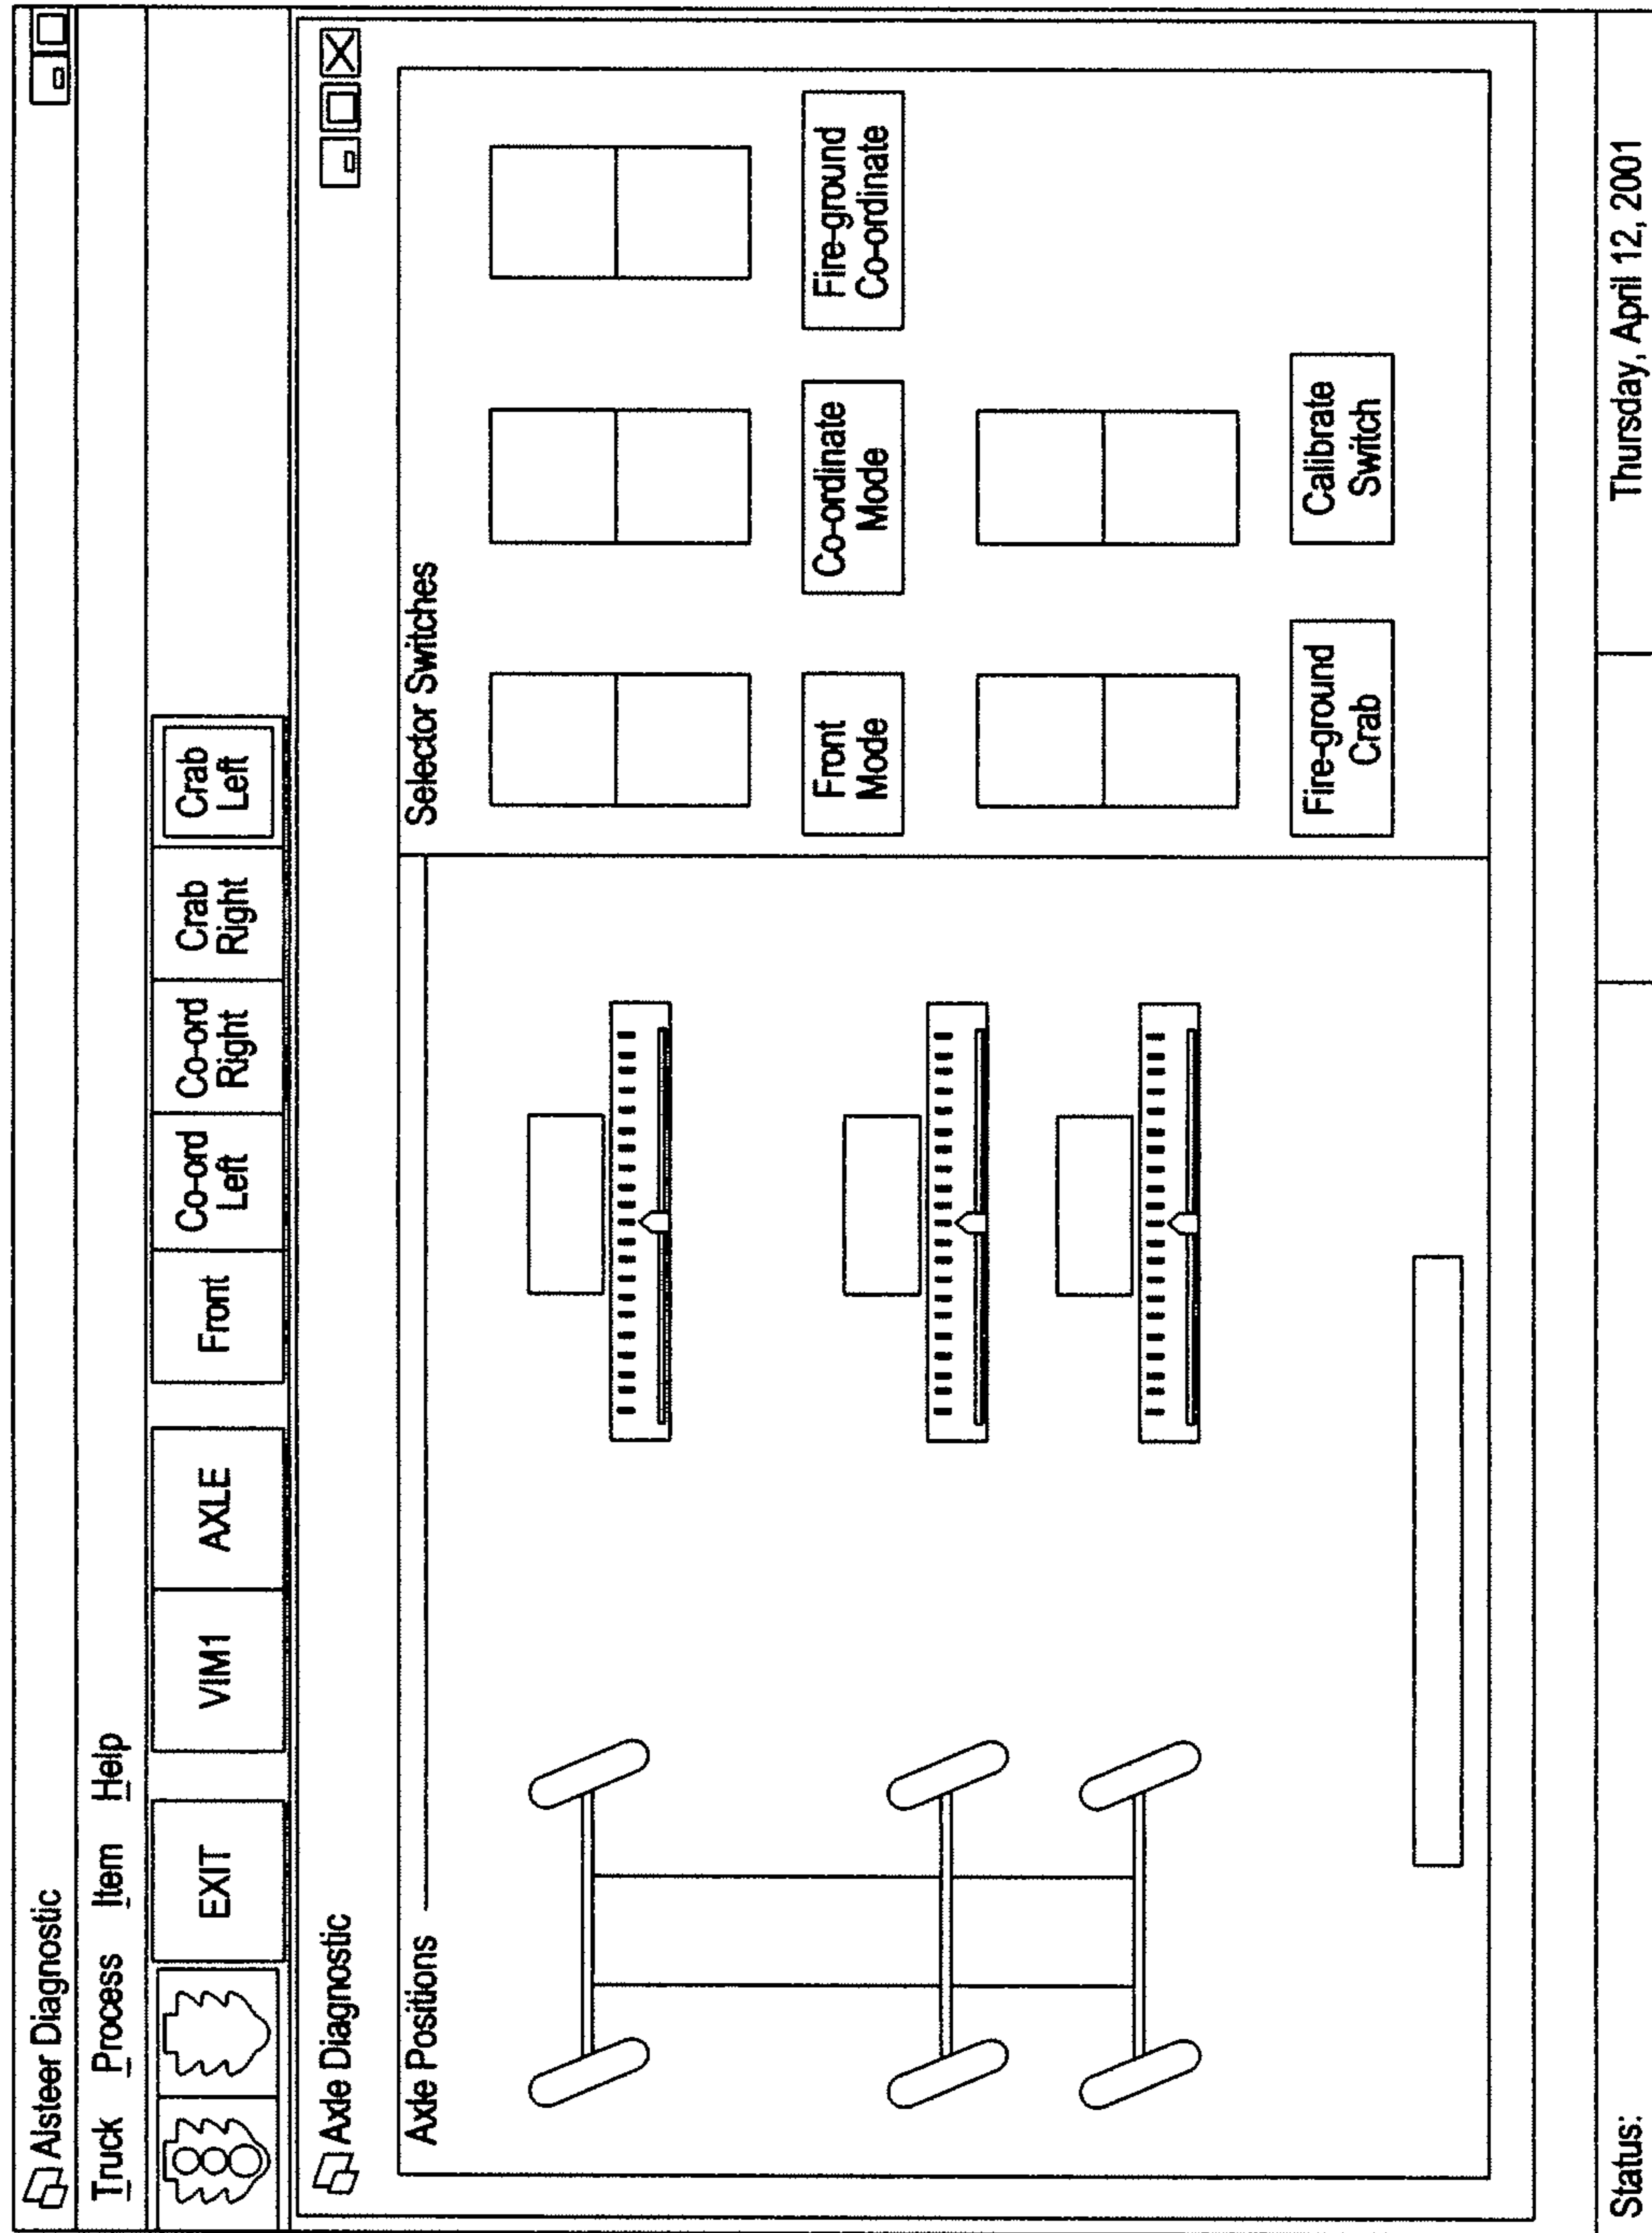 Alsteer Diagnostic
Truck Process Item Help
EXIT
VIM1
AXLE
Front
Co-ord
Left
Co-ord
Right
Crab
Right
Crab
Left
Axle Diagnostic
Axle Positions
Selector Switches
Front
Mode
Co-ordinate
Mode
Fire-ground
Co-ordinate
Fire-ground
Crab
Calibrate
Switch
Status:
Thursday, April 12, 2001